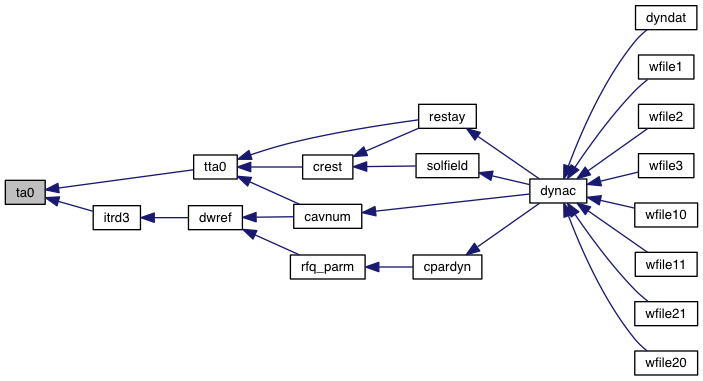 dyndat
wfile1
restay
wfile2
tta0
crest
solfield
wfile3
ta0
dynac
itrd3
dwref
cavnum
wfile10
rfq_parm
cpardyn
wfile11
wfile21
wfile20